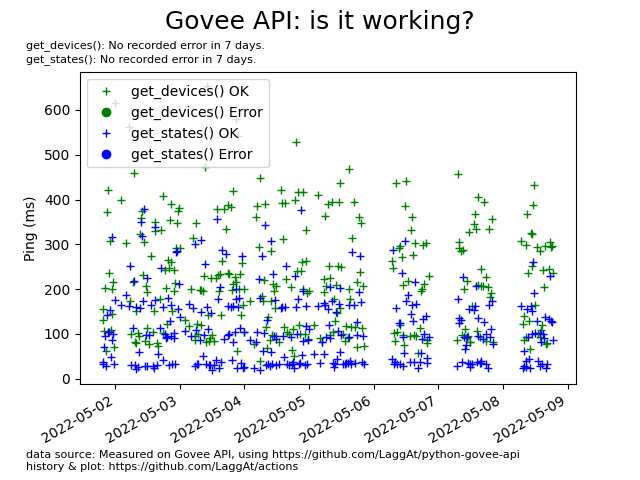 Govee API: is it working?
get_devices(): No recorded error in 7 days.
get_states(): No recorded error in 7 days.
get_devices() OK
get_devices() Error
get_states() OK
get_states() Error
Ping (ms)
600
500
400
300
200
100
0
2022-05-02
2022-05-03
2022-05-04
2022-05-05
2022-05-06
2022-05-07
2022-05-08
2022-05-09
data source: Measured on Govee API, using https://github.com/LaggAt/python-govee-api
history & plot: https://github.com/LaggAt/actions